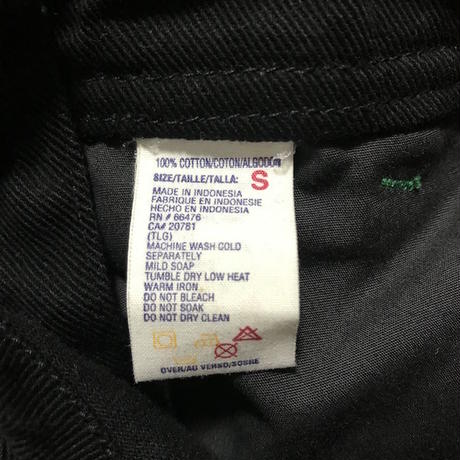 100% COTTON/COTON/ALGODÓN
SIZE/TAILLE/TALLA: S
MADE IN INDONESIA
FABRIQUE EN INDONESIE
HECHO EN INDONESIA
RN # 66476
CA# 20781
(TLG)
MACHINE WASH COLD
SEPARATELY
MILD SOAP
TUMBLE DRY LOW HEAT
WARM IRON
DO NOT BLEACH
DO NOT SOAK
DO NOT DRY CLEAN
OVER/AU VERSO/SOBRE